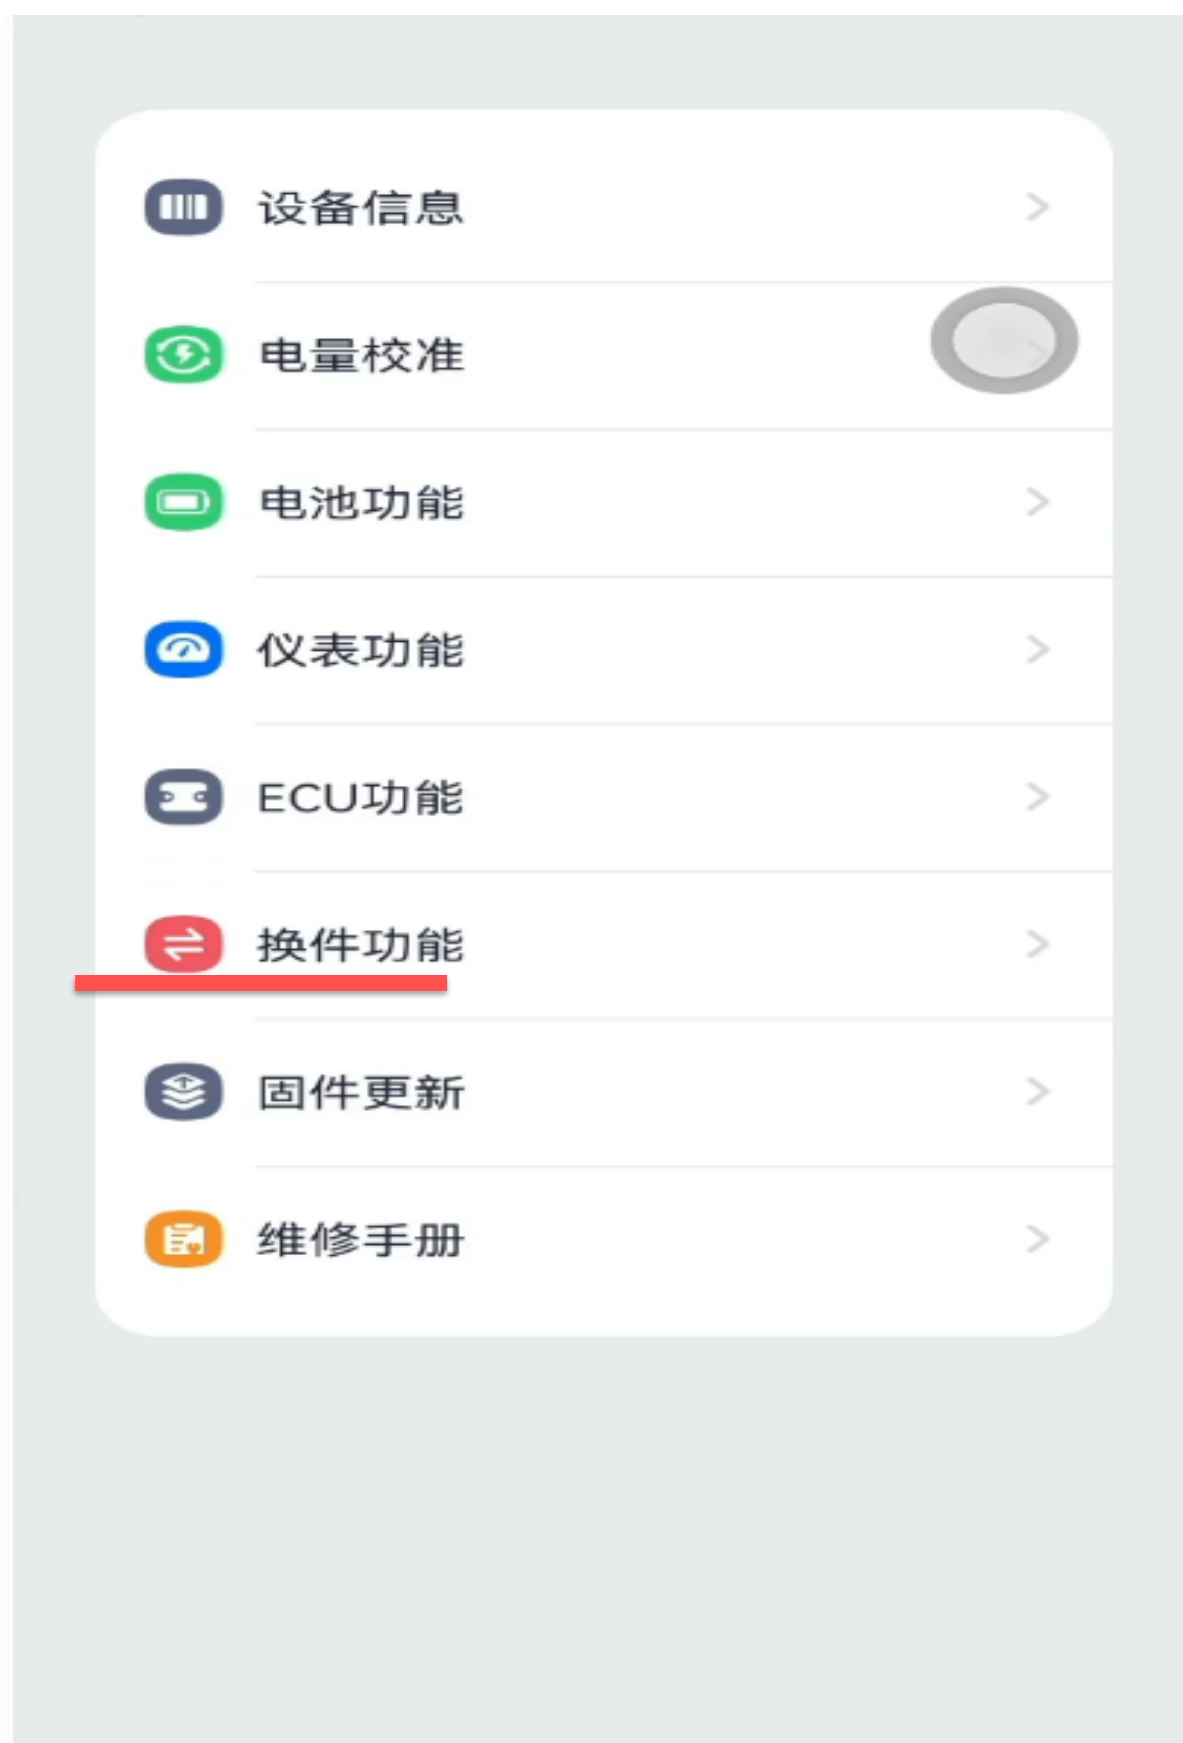 设备信息
电量校准
电池功能
仪表功能
ECU功能
换件功能
固件更新
维修手册